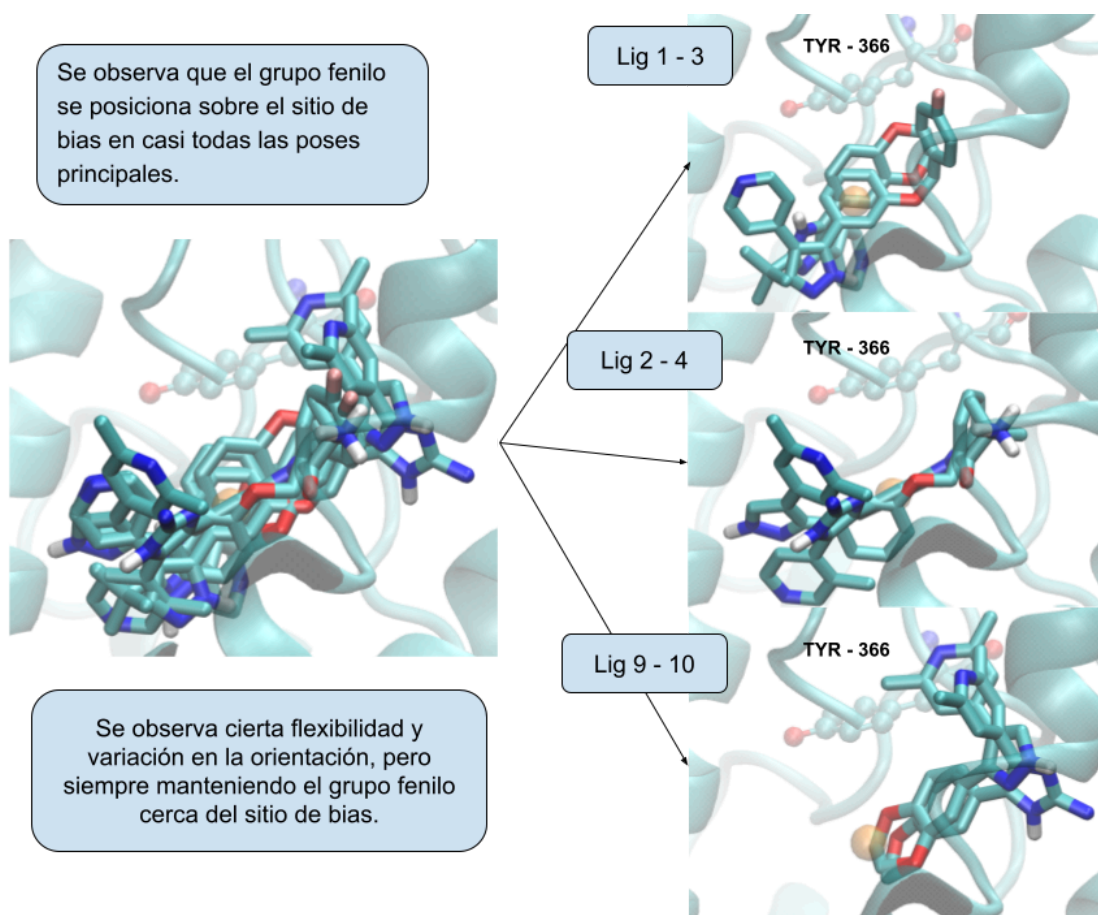 Se observa que el grupo fenilo
se posiciona sobre el sitio de
bias en casi todas las poses
principales.
Lig 1 - 3
TYR - 366
Lig 2 - 4
TYR - 366
Lig 9 - 10
TYR - 366
Se observa cierta flexibilidad y
variación en la orientación, pero
siempre manteniendo el grupo fenilo
cerca del sitio de bias.